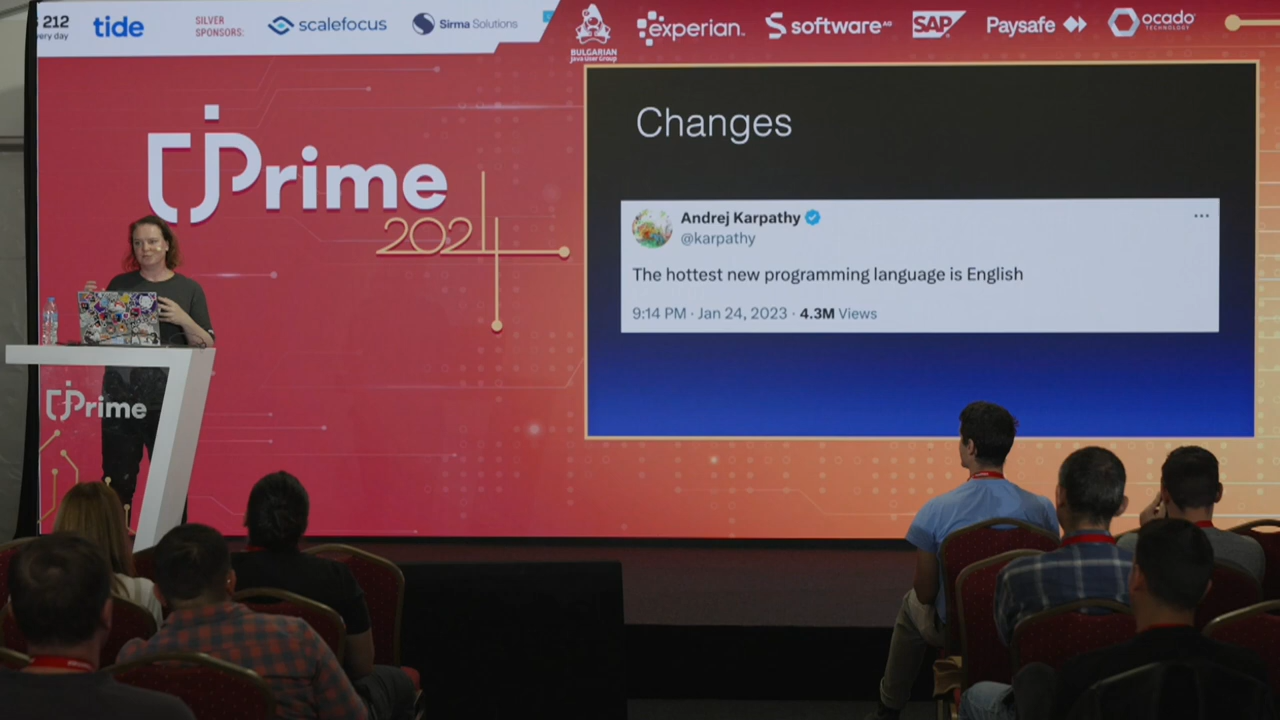 212
every day
tide
SILVER
SPONSORS:
scalefocus
Sirma Solutions
BULGARIAN
Java User Group
experian.
software AG
SAP
Paysafe
ocado
TECHNOLOGY
jPrime
2024
Changes
Andrej Karpathy
@karpathy
The hottest new programming language is English
9:14 PM · Jan 24, 2023 · 4.3M Views
jPrime